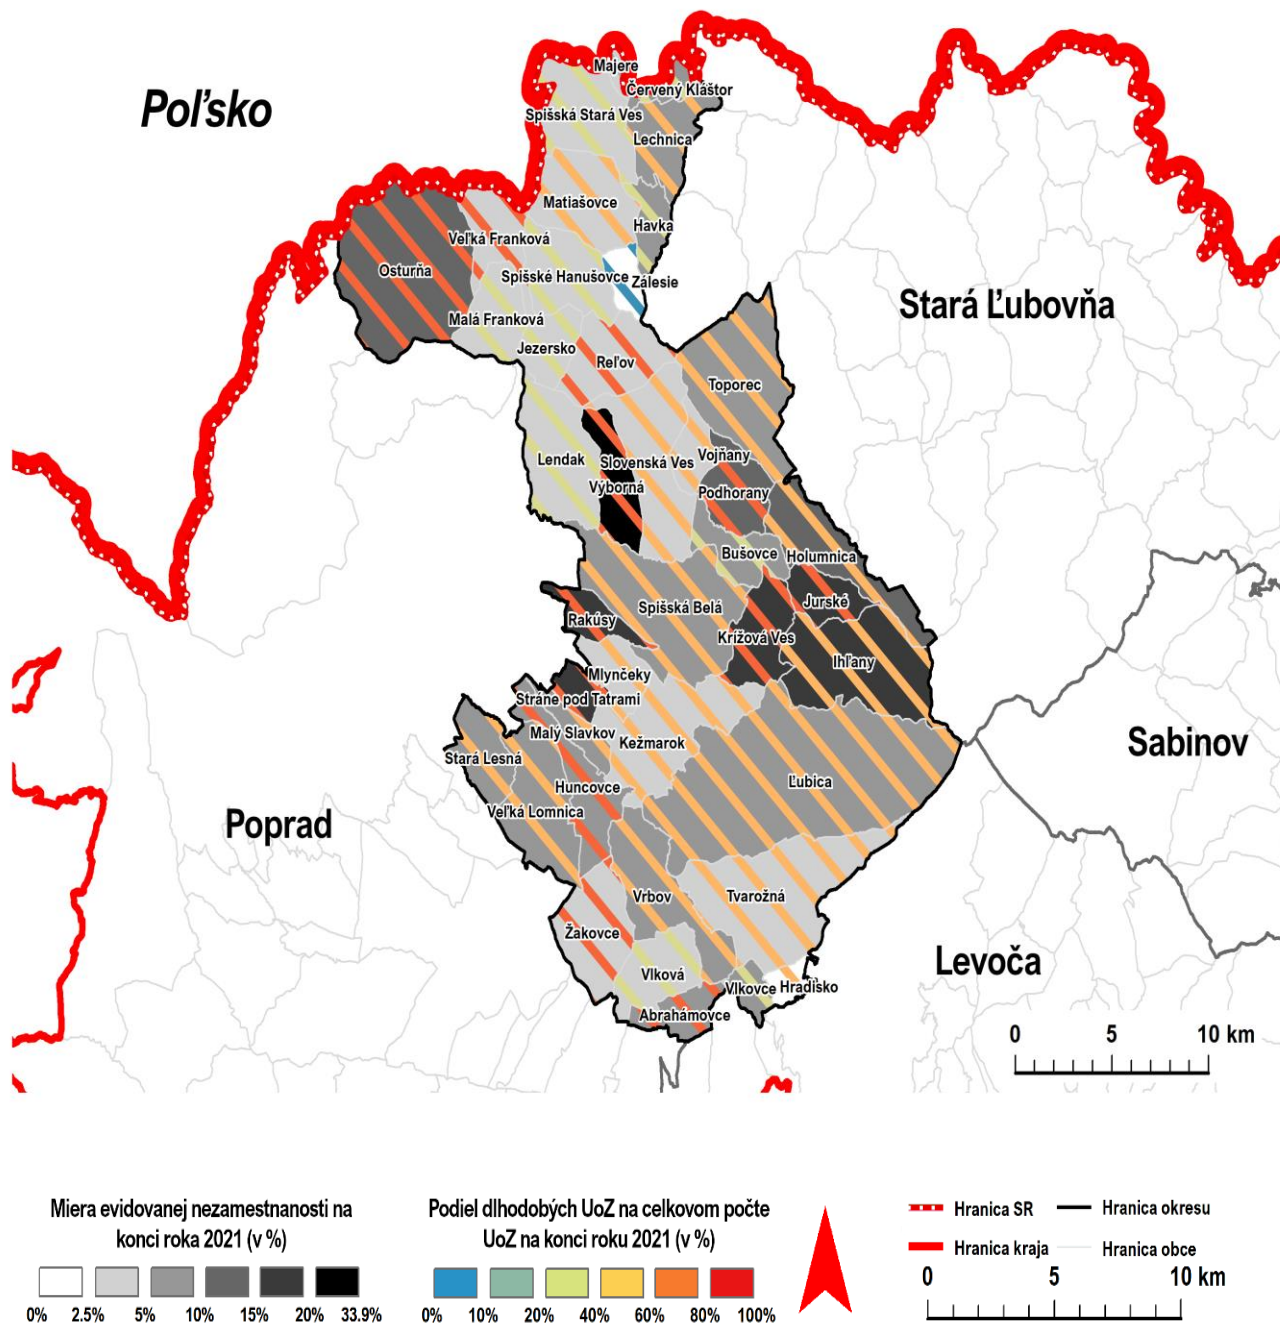 Majere
Červený Kláštor
Poľsko
Spišská Stará Ves
Lechnica
Matiašovce
Havka
Veľká Franková
Osturňa
Spišské Hanušovce
Zálesie
Stará Ľubovňa
Malá Franková
Jezersko
Reľov
Toporec
Vojňany
Lendak
Slovenská Ves
Výborná
Podhorany
Bušovce
Holumnica
Spišská Belá
Jurské
Rakúsy
Krížová Ves
Ihľany
Mlynčeky
Stráne pod Tatrami
Malý Slavkov
Kežmarok
Sabinov
Stará Lesná
Huncovce
Ľubica
Veľká Lomnica
Poprad
Vrbov
Tvarožná
Žakovce
Levoča
Vlková
Vlkovce
Hradisko
Abrahámovce
0 5 10 km
Miera evidovanej nezamestnanosti na
konci roka 2021 (v %)
0% 2.5% 5% 10% 15% 20% 33.9%
Podiel dlhodobých UoZ na celkovom počte
UoZ na konci roku 2021 (v %)
0% 10% 20% 40% 60% 80% 100%
Hranica SR
Hranica okresu
Hranica kraja
Hranica obce
0 5 10 km